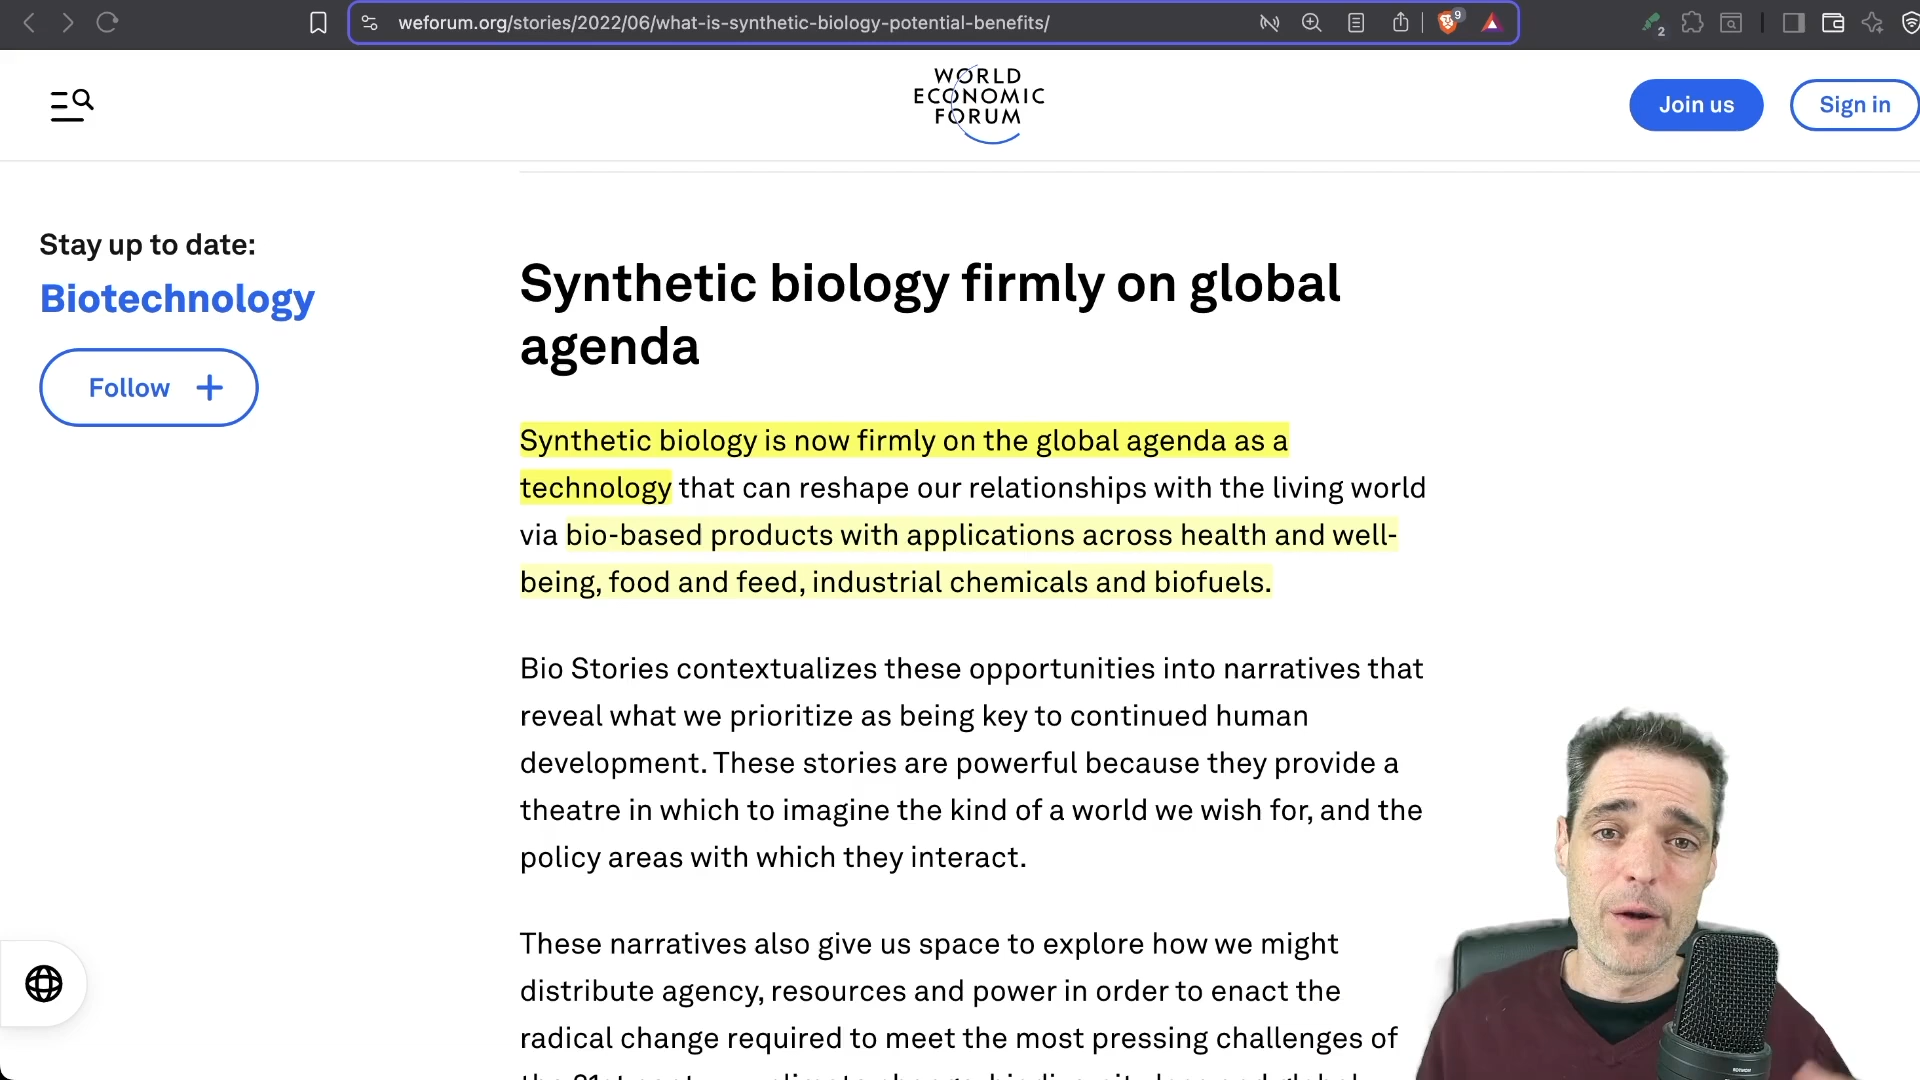 weforum.org/stories/2022/06/what-is-synthetic-biology-potential-benefits/
9
2
WORLD
ECONOMIC
FORUM
Join us
Sign in
Stay up to date:
Biotechnology
Follow
Synthetic biology firmly on global
agenda
Synthetic biology is now firmly on the global agenda as a
technology that can reshape our relationships with the living world
via bio-based products with applications across health and well-
being, food and feed, industrial chemicals and biofuels.
Bio Stories contextualizes these opportunities into narratives that
reveal what we prioritize as being key to continued human
development. These stories are powerful because they provide a
theatre in which to imagine the kind of a world we wish for, and the
policy areas with which they interact.
These narratives also give us space to explore how we might
distribute agency, resources and power in order to enact the
radical change required to meet the most pressing challenges of